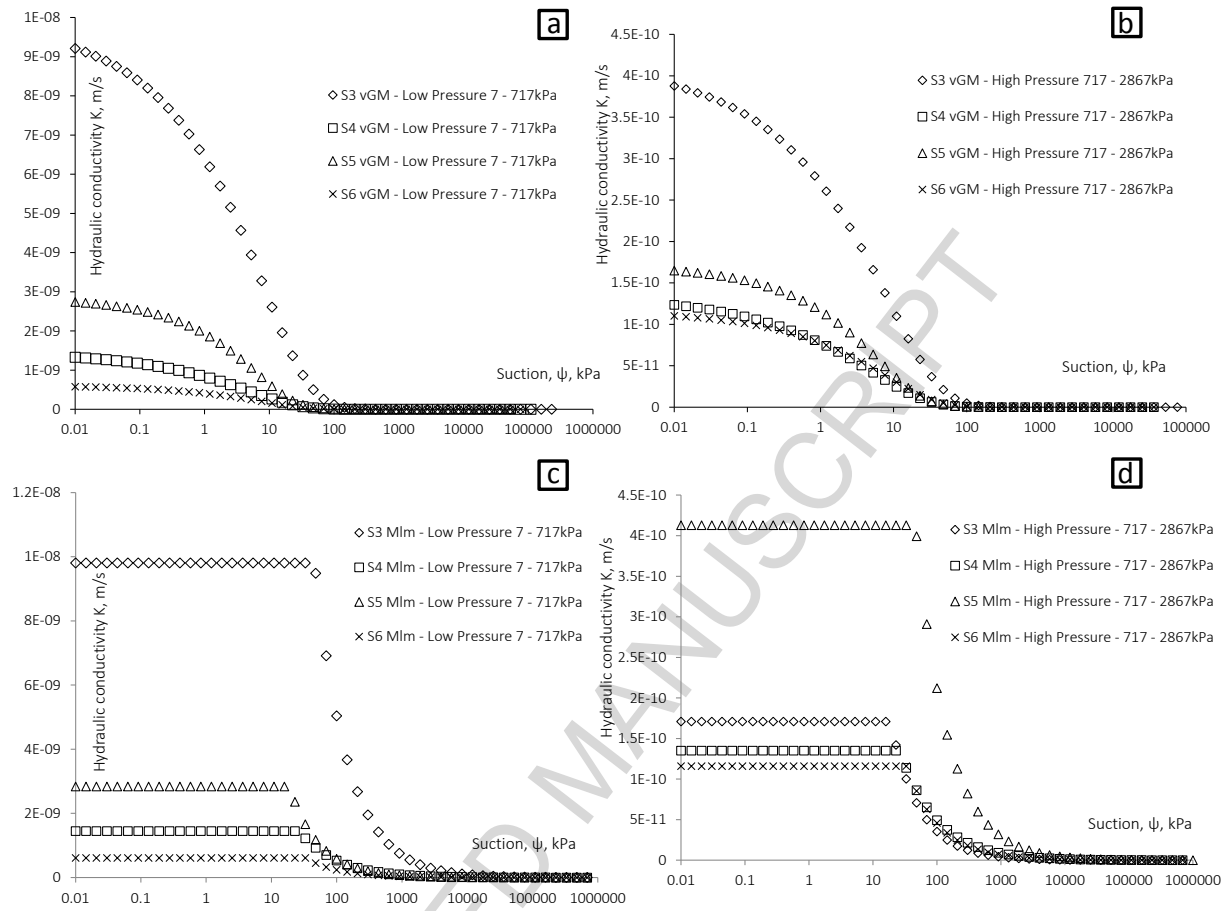 a
1E-08
9E-09
8E-09
7E-09
6E-09
5E-09
4E-09
3E-09
2E-09
1E-09
0
Hydraulic conductivity K, m/s
S3 vGM - Low Pressure 7 - 717kPa
S4 vGM - Low Pressure 7 - 717kPa
S5 vGM - Low Pressure 7 - 717kPa
S6 vGM - Low Pressure 7 - 717kPa
Suction, ψ, kPa
0.01 0.1 1 10 100 1000 10000 100000 1000000
b
4.5E-10
4E-10
3.5E-10
3E-10
2.5E-10
2E-10
1.5E-10
1E-10
5E-11
0
Hydraulic conductivity K, m/s
S3 vGM - High Pressure 717 - 2867kPa
S4 vGM - High Pressure 717 - 2867kPa
S5 vGM - High Pressure 717 - 2867kPa
S6 vGM - High Pressure 717 - 2867kPa
Suction, ψ, kPa
0.01 0.1 1 10 100 1000 10000 100000
c
1.2E-08
1E-08
8E-09
6E-09
4E-09
2E-09
0
Hydraulic conductivity K, m/s
S3 Mlm - Low Pressure 7 - 717kPa
S4 Mlm - Low Pressure 7 - 717kPa
S5 Mlm - Low Pressure 7 - 717kPa
S6 Mlm - Low Pressure 7 - 717kPa
Suction, ψ, kPa
0.01 0.1 1 10 100 1000 10000 100000 1000000
d
4.5E-10
4E-10
3.5E-10
3E-10
2.5E-10
2E-10
1.5E-10
1E-10
5E-11
0
Hydraulic conductivity K, m/s
S3 Mlm - High Pressure - 717 - 2867kPa
S4 Mlm - High Pressure - 717 - 2867kPa
S5 Mlm - High Pressure - 717 - 2867kPa
S6 Mlm - High Pressure - 717 - 2867kPa
Suction, ψ, kPa
0.01 0.1 1 10 100 1000 10000 100000 1000000
ED MANUSCRIPT